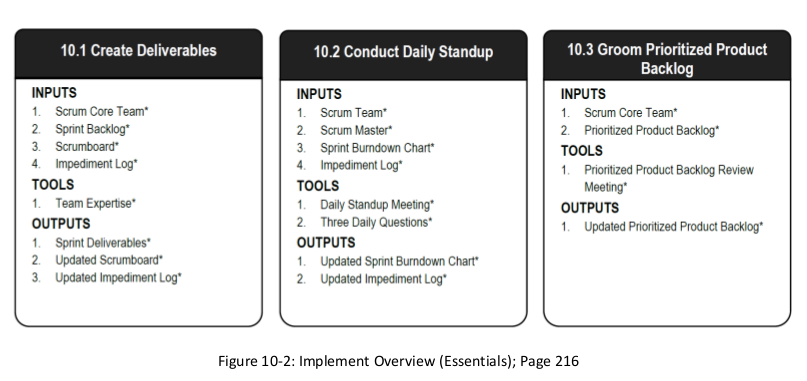 10.1 Create Deliverables
INPUTS
1. Scrum Core Team*
2. Sprint Backlog*
3. Scrumboard*
4. Impediment Log*
TOOLS
1. Team Expertise*
OUTPUTS
1. Sprint Deliverables*
2. Updated Scrumboard*
3. Updated Impediment Log*
10.2 Conduct Daily Standup
INPUTS
1. Scrum Team*
2. Scrum Master*
3. Sprint Burndown Chart*
4. Impediment Log*
TOOLS
1. Daily Standup Meeting*
2. Three Daily Questions*
OUTPUTS
1. Updated Sprint Burndown Chart*
2. Updated Impediment Log*
10.3 Groom Prioritized Product
Backlog
INPUTS
1. Scrum Core Team*
2. Prioritized Product Backlog*
TOOLS
1. Prioritized Product Backlog Review
Meeting*
OUTPUTS
1. Updated Prioritized Product Backlog*
Figure 10-2: Implement Overview (Essentials); Page 216